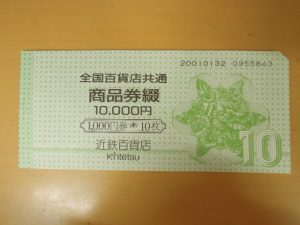 20010132 0955843
全国百貨店共通
商品券綴
10,000円
1,000円券＊10枚
近鉄百貨店
Kintetsu
10